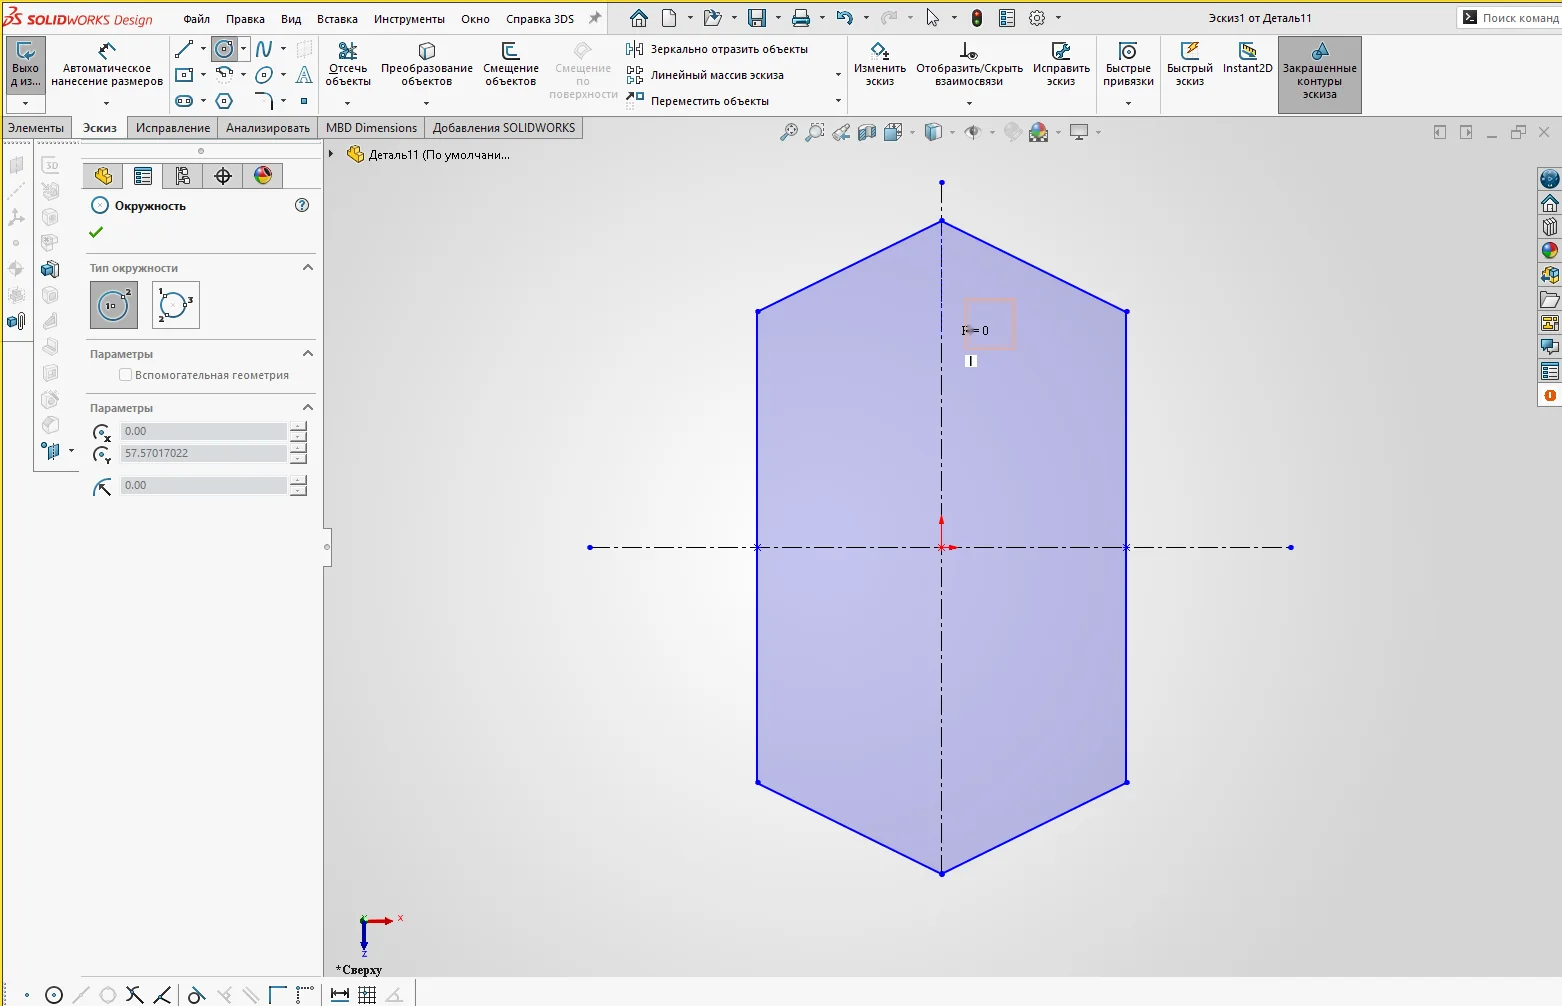 SOLIDWORKS Design
Файл Правка Вид Вставка Инструменты Окно Справка 3DS
Эскиз1 от Деталь11
Поиск команд
Выхо
д из...
Автоматическое
нанесение размеров
Отсечь
объекты
Преобразование
объектов
Смещение
объектов
Смещение
по
поверхности
Зеркально отразить объекты
Линейный массив эскиза
Переместить объекты
Изменить
эскиз
Отобразить/Скрыть
взаимосвязи
Исправить
эскиз
Быстрые
привязки
Быстрый
эскиз
Instant2D
Закрашенные
контуры
эскиза
Элементы Эскиз Исправление Анализировать MBD Dimensions Добавления SOLIDWORKS
Деталь11 (По умолчани...
Окружность
Тип окружности
Параметры
Вспомогательная геометрия
Параметры
0.00
57.57017022
0.00
R = 0
X
Z
*Сверху